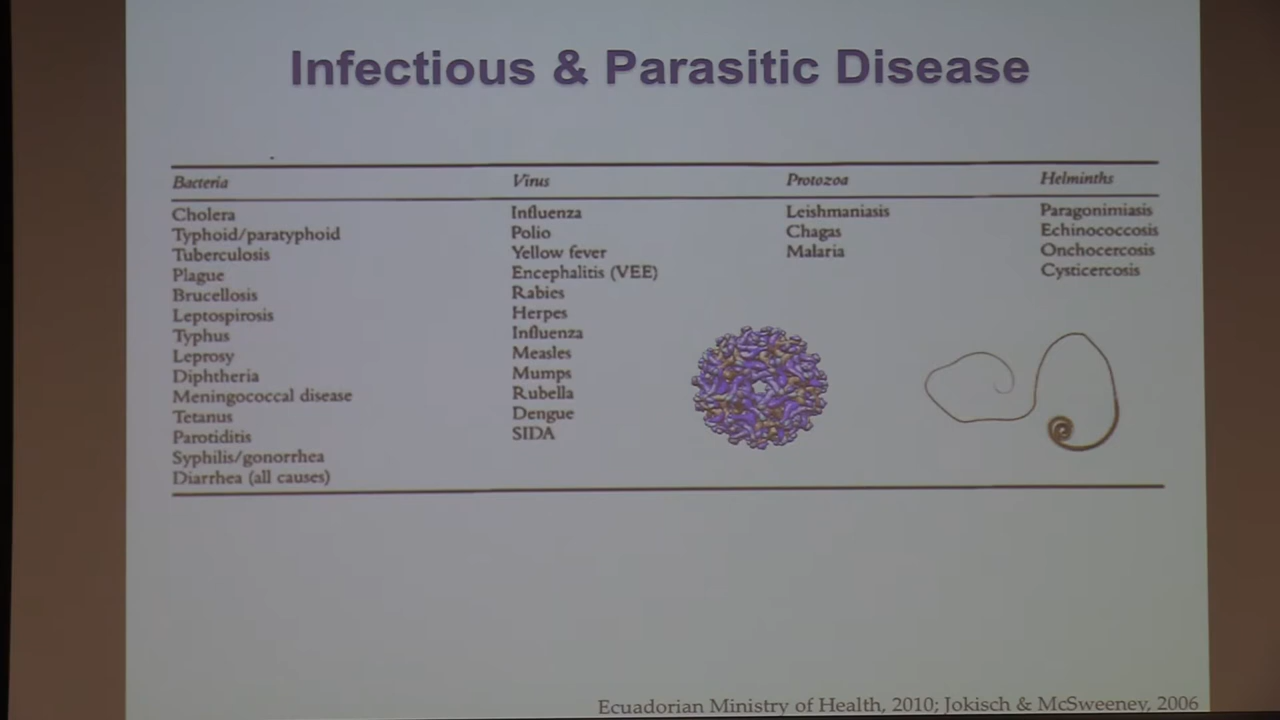 Infectious & Parasitic Disease
Bacteria Virus Protozoa Helminths
Cholera Influenza Leishmaniasis Paragonimiasis
Typhoid/paratyphoid Polio Chagas Echinococcosis
Tuberculosis Yellow fever Malaria Onchocercosis
Plague Encephalitis (VEE) Cysticercosis
Brucellosis Rabies
Leptospirosis Herpes
Typhus Influenza
Leprosy Measles
Diphtheria Mumps
Meningococcal disease Rubella
Tetanus Dengue
Parotiditis SIDA
Syphilis/gonorrhea
Diarrhea (all causes)
Ecuadorian Ministry of Health, 2010; Jokisch & McSweeney, 2006